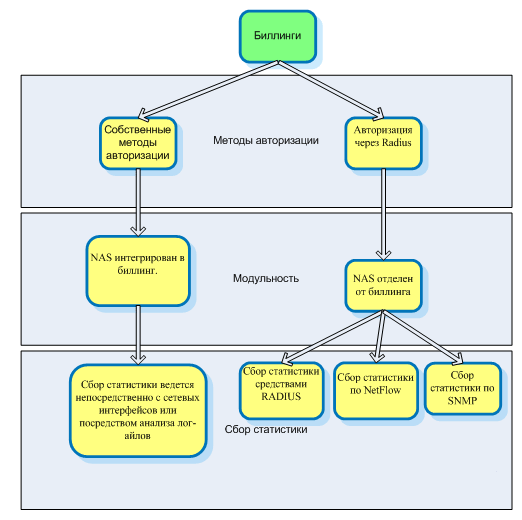 Биллинги
Собственные
методы
авторизации
Методы авторизации
Авторизация
через Radius
NAS интегрирован в
биллинг.
Модульность
NAS отделен
от биллинга
Сбор статистики ведется
непосредственно с сетевых
интерфейсов или
посредством анализа лог-
айлов
Сбор статистики
средствами
RADIUS
Сбор статистики
по NetFlow
Сбор
статистики по
SNMP
Сбор статистики